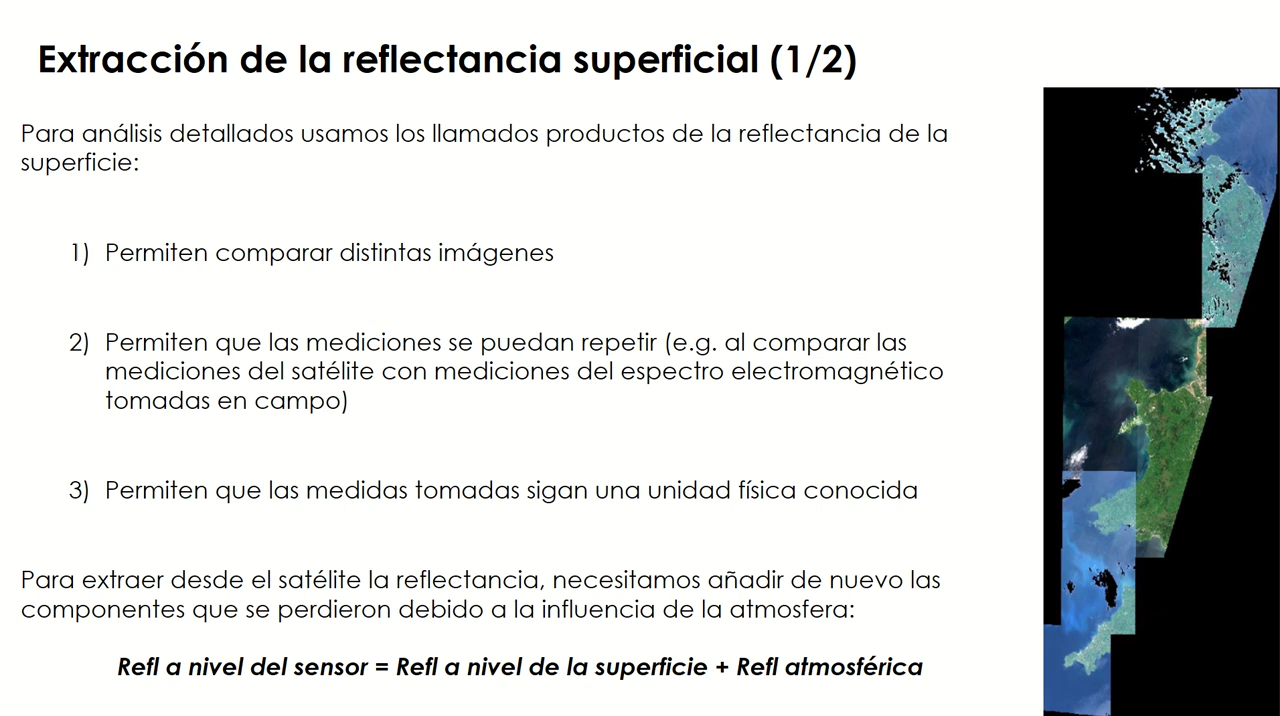 Extracción de la reflectancia superficial (1/2)
Para análisis detallados usamos los llamados productos de la reflectancia de la
superficie:
1) Permiten comparar distintas imágenes
2) Permiten que las mediciones se puedan repetir (e.g. al comparar las
mediciones del satélite con mediciones del espectro electromagnético
tomadas en campo)
3) Permiten que las medidas tomadas sigan una unidad física conocida
Para extraer desde el satélite la reflectancia, necesitamos añadir de nuevo las
componentes que se perdieron debido a la influencia de la atmosfera:
Refl a nivel del sensor = Refl a nivel de la superficie + Refl atmosférica